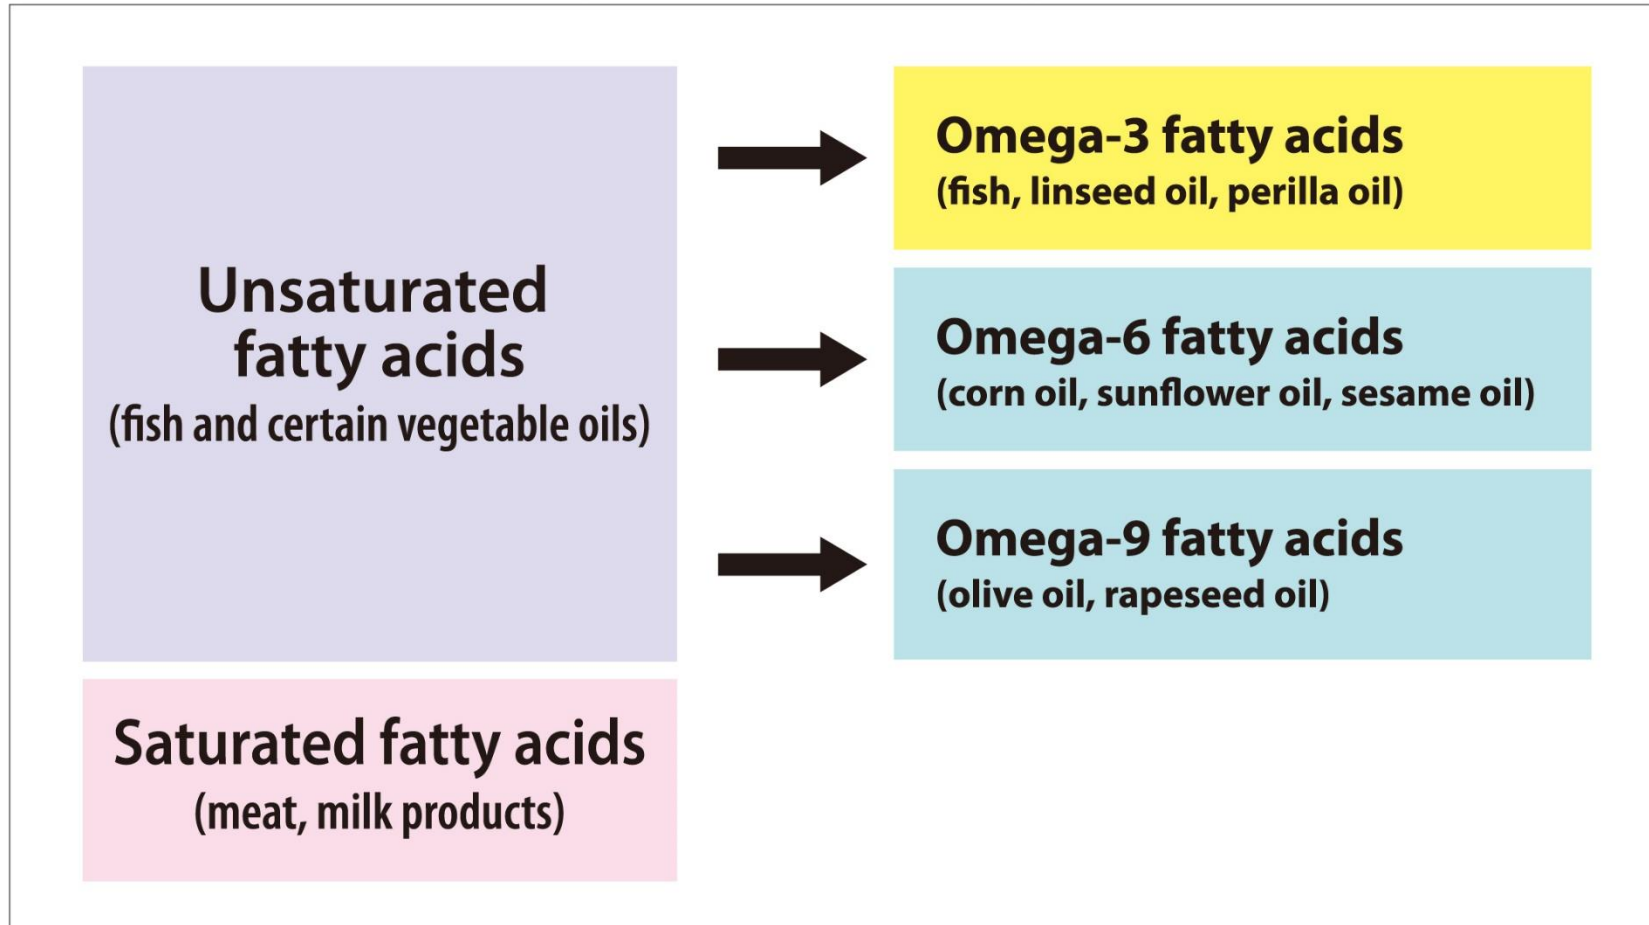 Unsaturated
fatty acids
(fish and certain vegetable oils)
Saturated fatty acids
(meat, milk products)
Omega-3 fatty acids
(fish, linseed oil, perilla oil)
Omega-6 fatty acids
(corn oil, sunflower oil, sesame oil)
Omega-9 fatty acids
(olive oil, rapeseed oil)